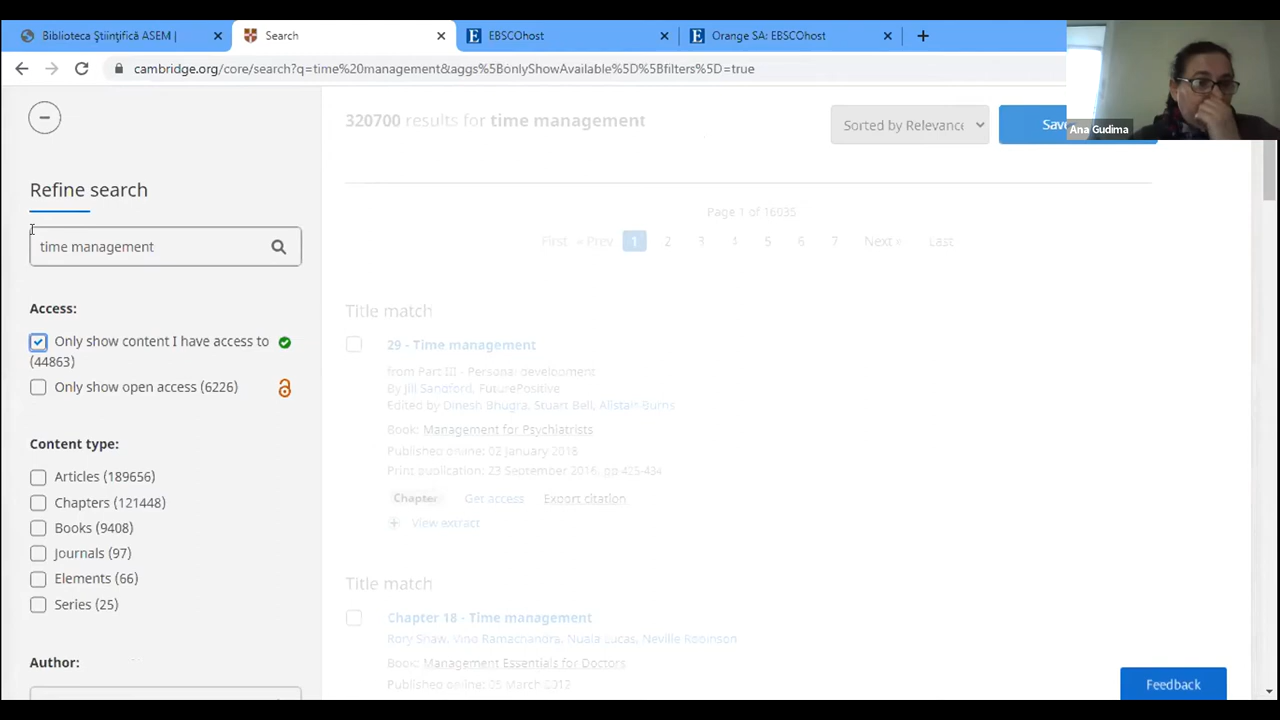 Biblioteca Ştiinţifică ASEM |
Search
EBSCOhost
Orange SA: EBSCOhost
cambridge.org/core/search?q=time%20management&aggs%5BonlyShowAvailable%5D%5Bfilters%5D=true
Ana Gudima
320700 results for time management
Sorted by Relevance
Save
Refine search
time management
Access:
Only show content I have access to
(44863)
Only show open access (6226)
Content type:
Articles (189656)
Chapters (121448)
Books (9408)
Journals (97)
Elements (66)
Series (25)
Author:
Page 1 of 16035
First « Prev 1 2 3 4 5 6 7 Next » Last
Title match
29 - Time management
from Part III - Personal development
By Jill Sandford, FuturePositive
Edited by Dinesh Bhugra, Stuart Bell, Alistair Burns
Book: Management for Psychiatrists
Published online: 02 January 2018
Print publication: 23 September 2016, pp 425-434
Chapter Get access Export citation
View extract
Title match
Chapter 18 - Time management
Rory Shaw, Vino Ramachandra, Nuala Lucas, Neville Robinson
Book: Management Essentials for Doctors
Published online: 05 March 2012
Feedback